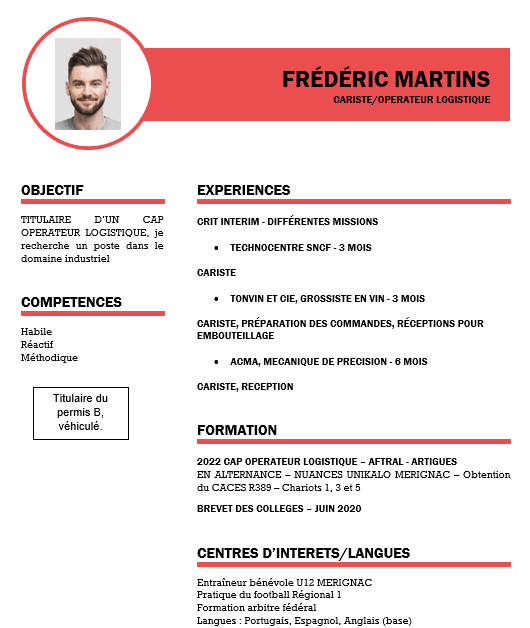 FRÉDÉRIC MARTINS
CARISTE/OPERATEUR LOGISTIQUE
OBJECTIF
TITULAIRE D’UN CAP
OPERATEUR LOGISTIQUE, je
recherche un poste dans le
domaine industriel
COMPETENCES
Habile
Réactif
Méthodique
Titulaire du
permis B,
véhiculé.
EXPERIENCES
CRIT INTERIM - DIFFÉRENTES MISSIONS
• TECHNOCENTRE SNCF - 3 MOIS
CARISTE
• TONVIN ET CIE, GROSSISTE EN VIN - 3 MOIS
CARISTE, PRÉPARATION DES COMMANDES, RÉCEPTIONS POUR
EMBOUTEILLAGE
• ACMA, MECANIQUE DE PRECISION - 6 MOIS
CARISTE, RECEPTION
FORMATION
2022 CAP OPERATEUR LOGISTIQUE – AFTRAL - ARTIGUES
EN ALTERNANCE – NUANCES UNIKALO MERIGNAC – Obtention
du CACES R389 – Chariots 1, 3 et 5
BREVET DES COLLEGES – JUIN 2020
CENTRES D’INTERETS/LANGUES
Entraîneur bénévole U12 MERIGNAC
Pratique du football Régional 1
Formation arbitre fédéral
Langues : Portugais, Espagnol, Anglais (base)